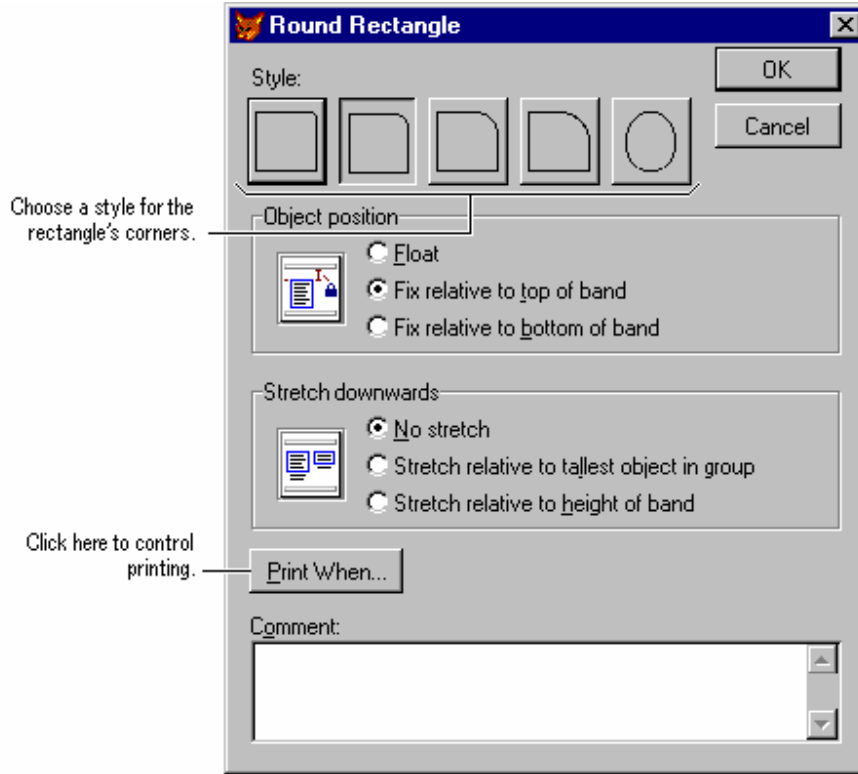 Round Rectangle
Style:
OK
Cancel
Choose a style for the
rectangle's corners.
Object position
Float
Fix relative to top of band
Fix relative to bottom of band
Stretch downwards
No stretch
Stretch relative to tallest object in group
Stretch relative to height of band
Click here to control
printing.
Print When...
Comment: